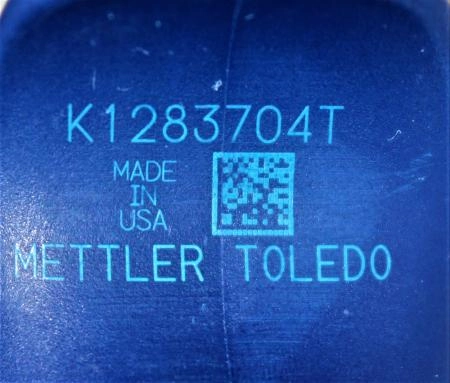 K1283704T
MADE
IN
USA
METTLER TOLEDO